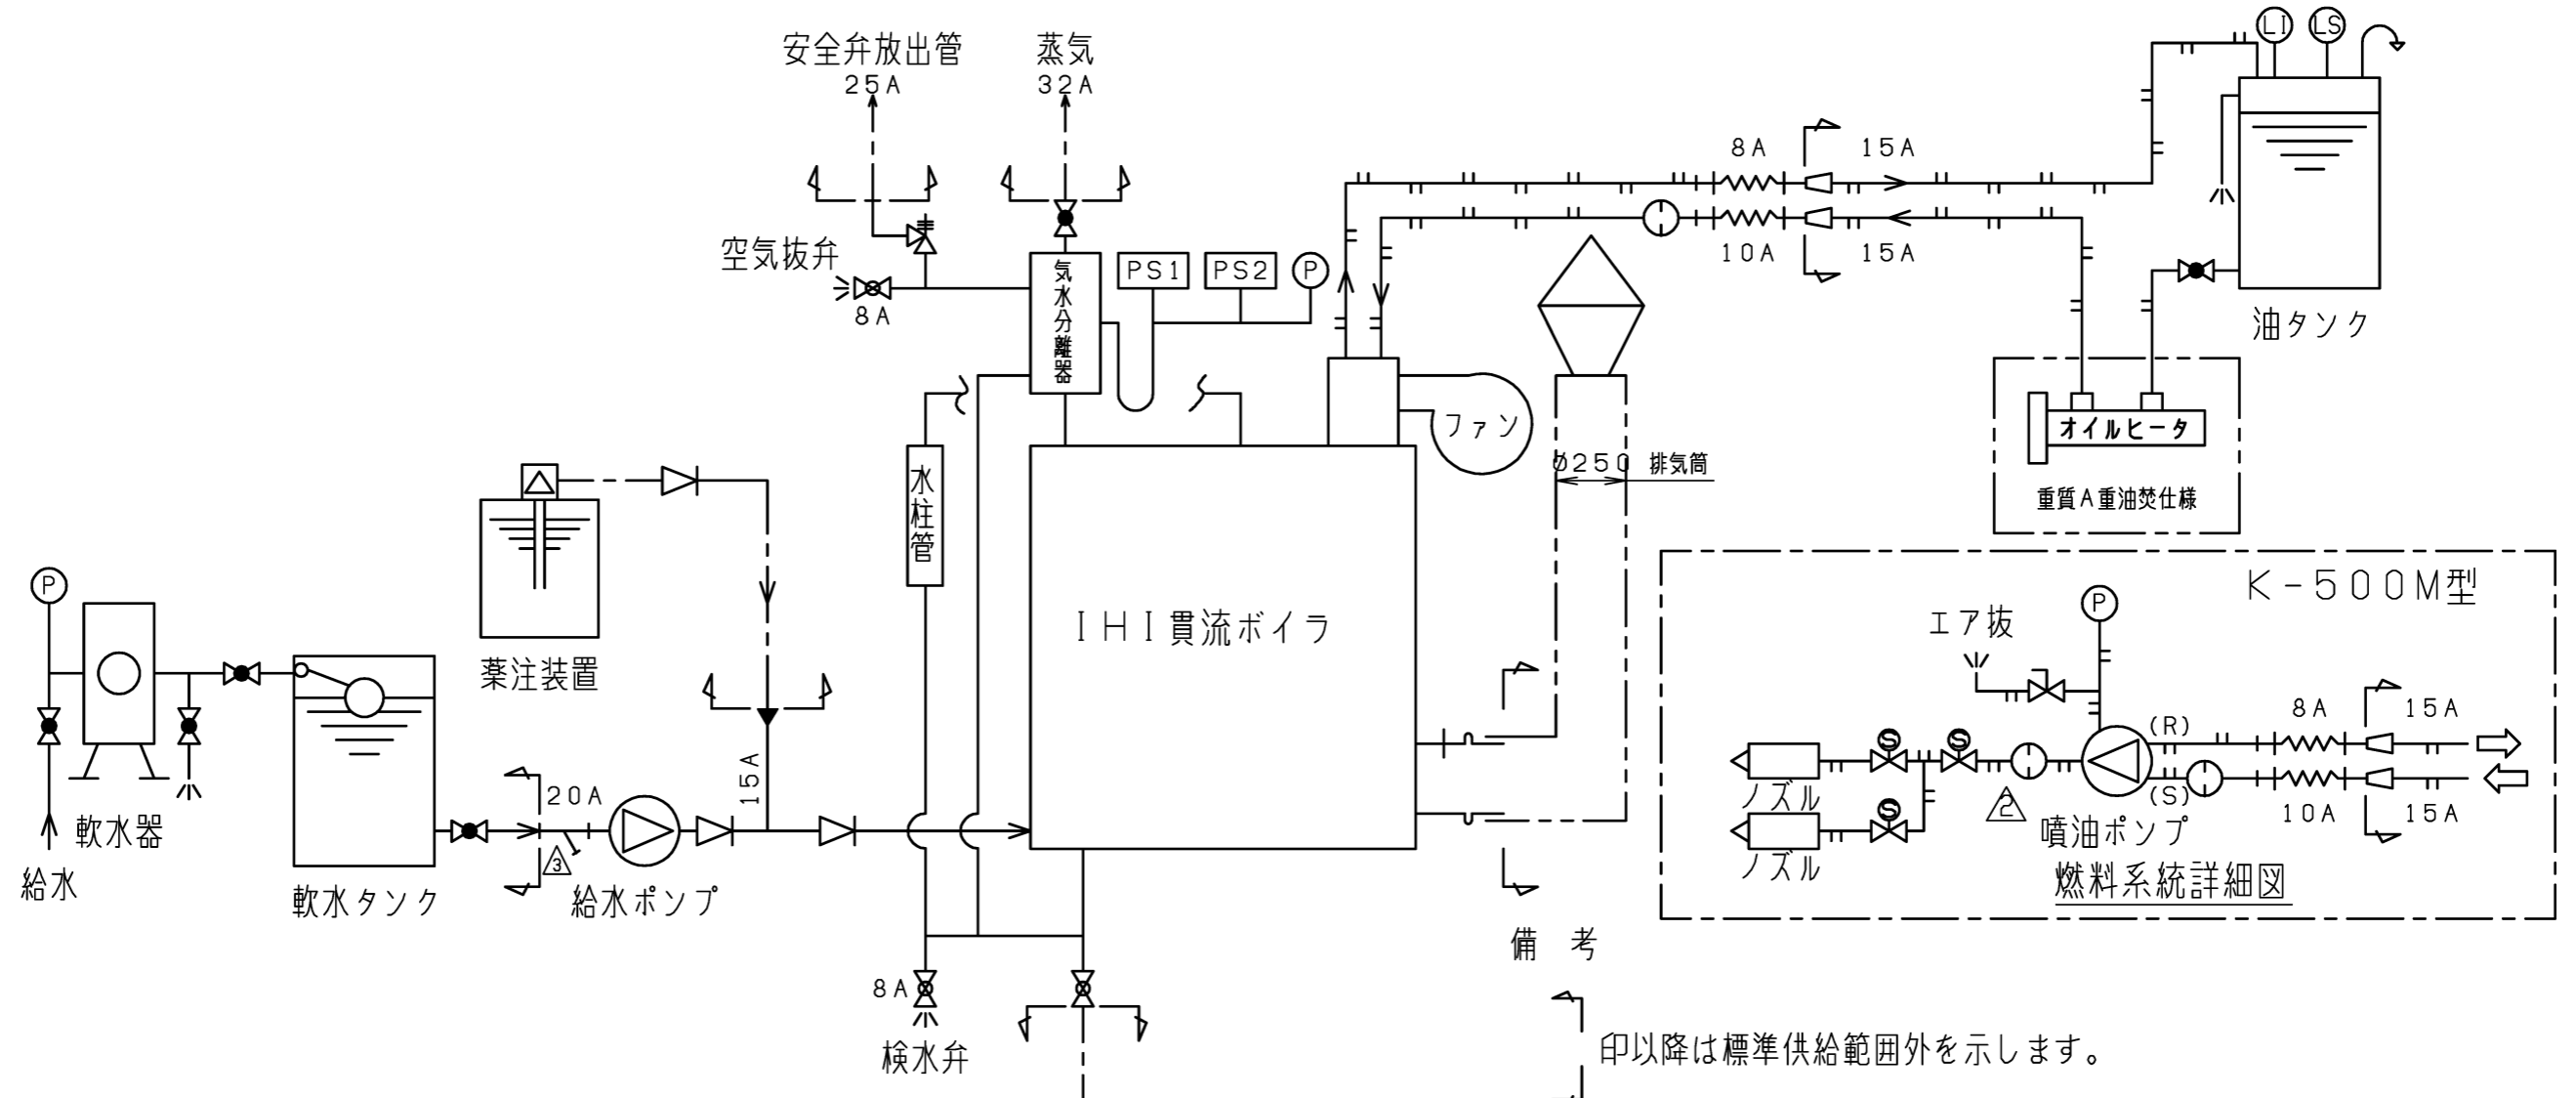 安全弁放出管
25A
蒸気
32A
LI
LS
8A
15A
空気抜弁
8A
気水分離器
PS1
PS2
P
10A
15A
油タンク
ファン
オイルヒータ
重質A重油焚仕様
Ø250 排気筒
水柱管
薬注装置
IHI貫流ボイラ
P
軟水器
給水
軟水タンク
20A
3
給水ポンプ
15A
K-500M型
P
エア抜
(R)
8A
15A
S
S
S
ノズル
ノズル
2
(S)
10A
15A
噴油ポンプ
燃料系統詳細図
8A
検水弁
備 考
印以降は標準供給範囲外を示します。